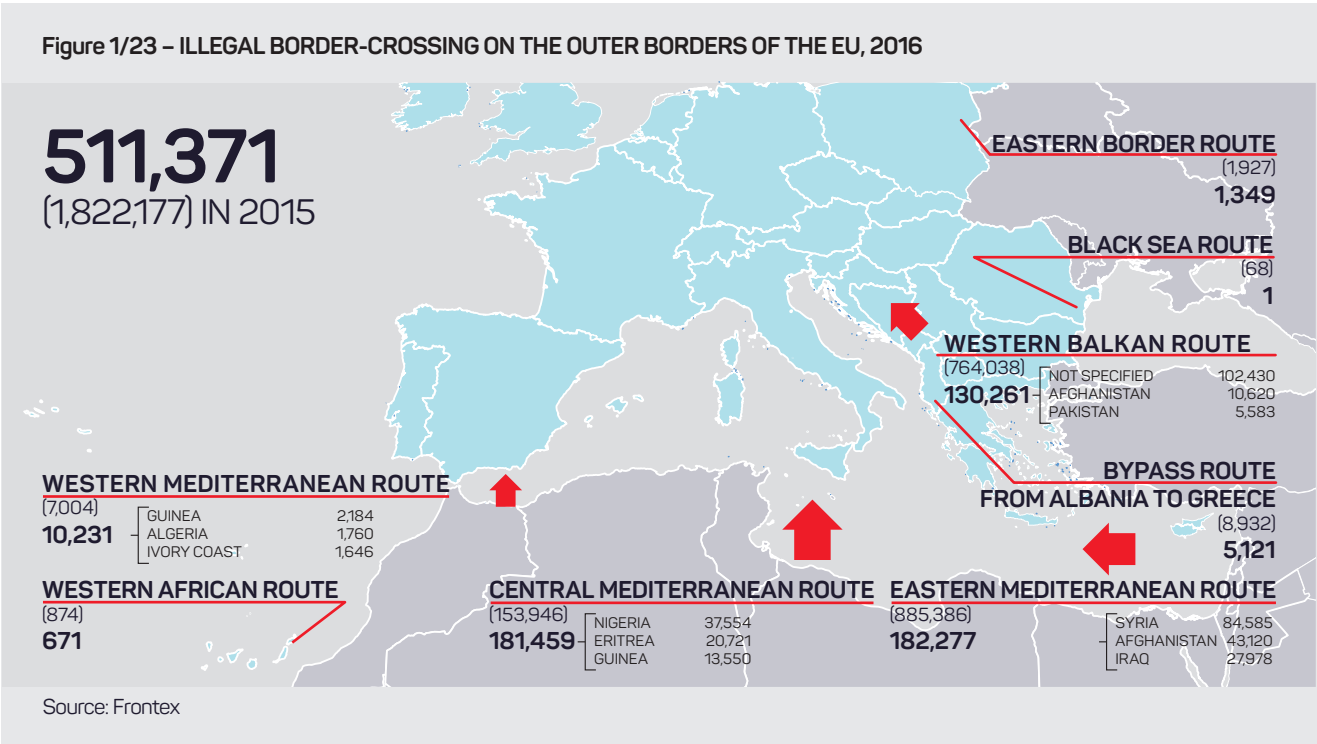 Figure 1/23 – ILLEGAL BORDER-CROSSING ON THE OUTER BORDERS OF THE EU, 2016
511,371
(1,822,177) IN 2015
EASTERN BORDER ROUTE
(1,927)
1,349
BLACK SEA ROUTE
(68)
1
WESTERN BALKAN ROUTE
(764,038)
130,261
NOT SPECIFIED 102,430
AFGHANISTAN 10,620
PAKISTAN 5,583
BYPASS ROUTE
FROM ALBANIA TO GREECE
(8,932)
5,121
WESTERN MEDITERRANEAN ROUTE
(7,004)
10,231
GUINEA 2,184
ALGERIA 1,760
IVORY COAST 1,646
WESTERN AFRICAN ROUTE
(874)
671
CENTRAL MEDITERRANEAN ROUTE
(153,946)
181,459
NIGERIA 37,554
ERITREA 20,721
GUINEA 13,550
EASTERN MEDITERRANEAN ROUTE
(885,386)
182,277
SYRIA 84,585
AFGHANISTAN 43,120
IRAQ 27,978
Source: Frontex